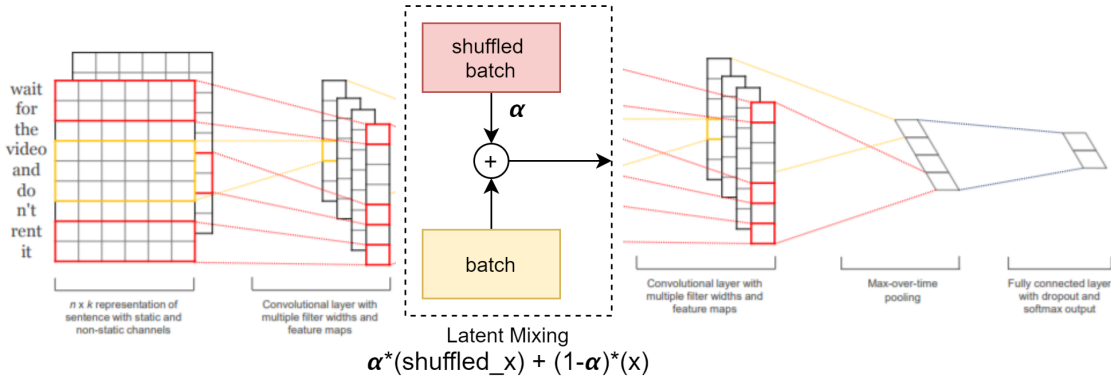 wait
for
the
video
and
do
n't
rent
it
n x k representation of
sentence with static and
non-static channels
Convolutional layer with
multiple filter widths and
feature maps
shuffled
batch
α
+
batch
Latent Mixing
α*(shuffled_x) + (1-α)*(x)
Convolutional layer with
multiple filter widths and
feature maps
Max-over-time
pooling
Fully connected layer
with dropout and
softmax output